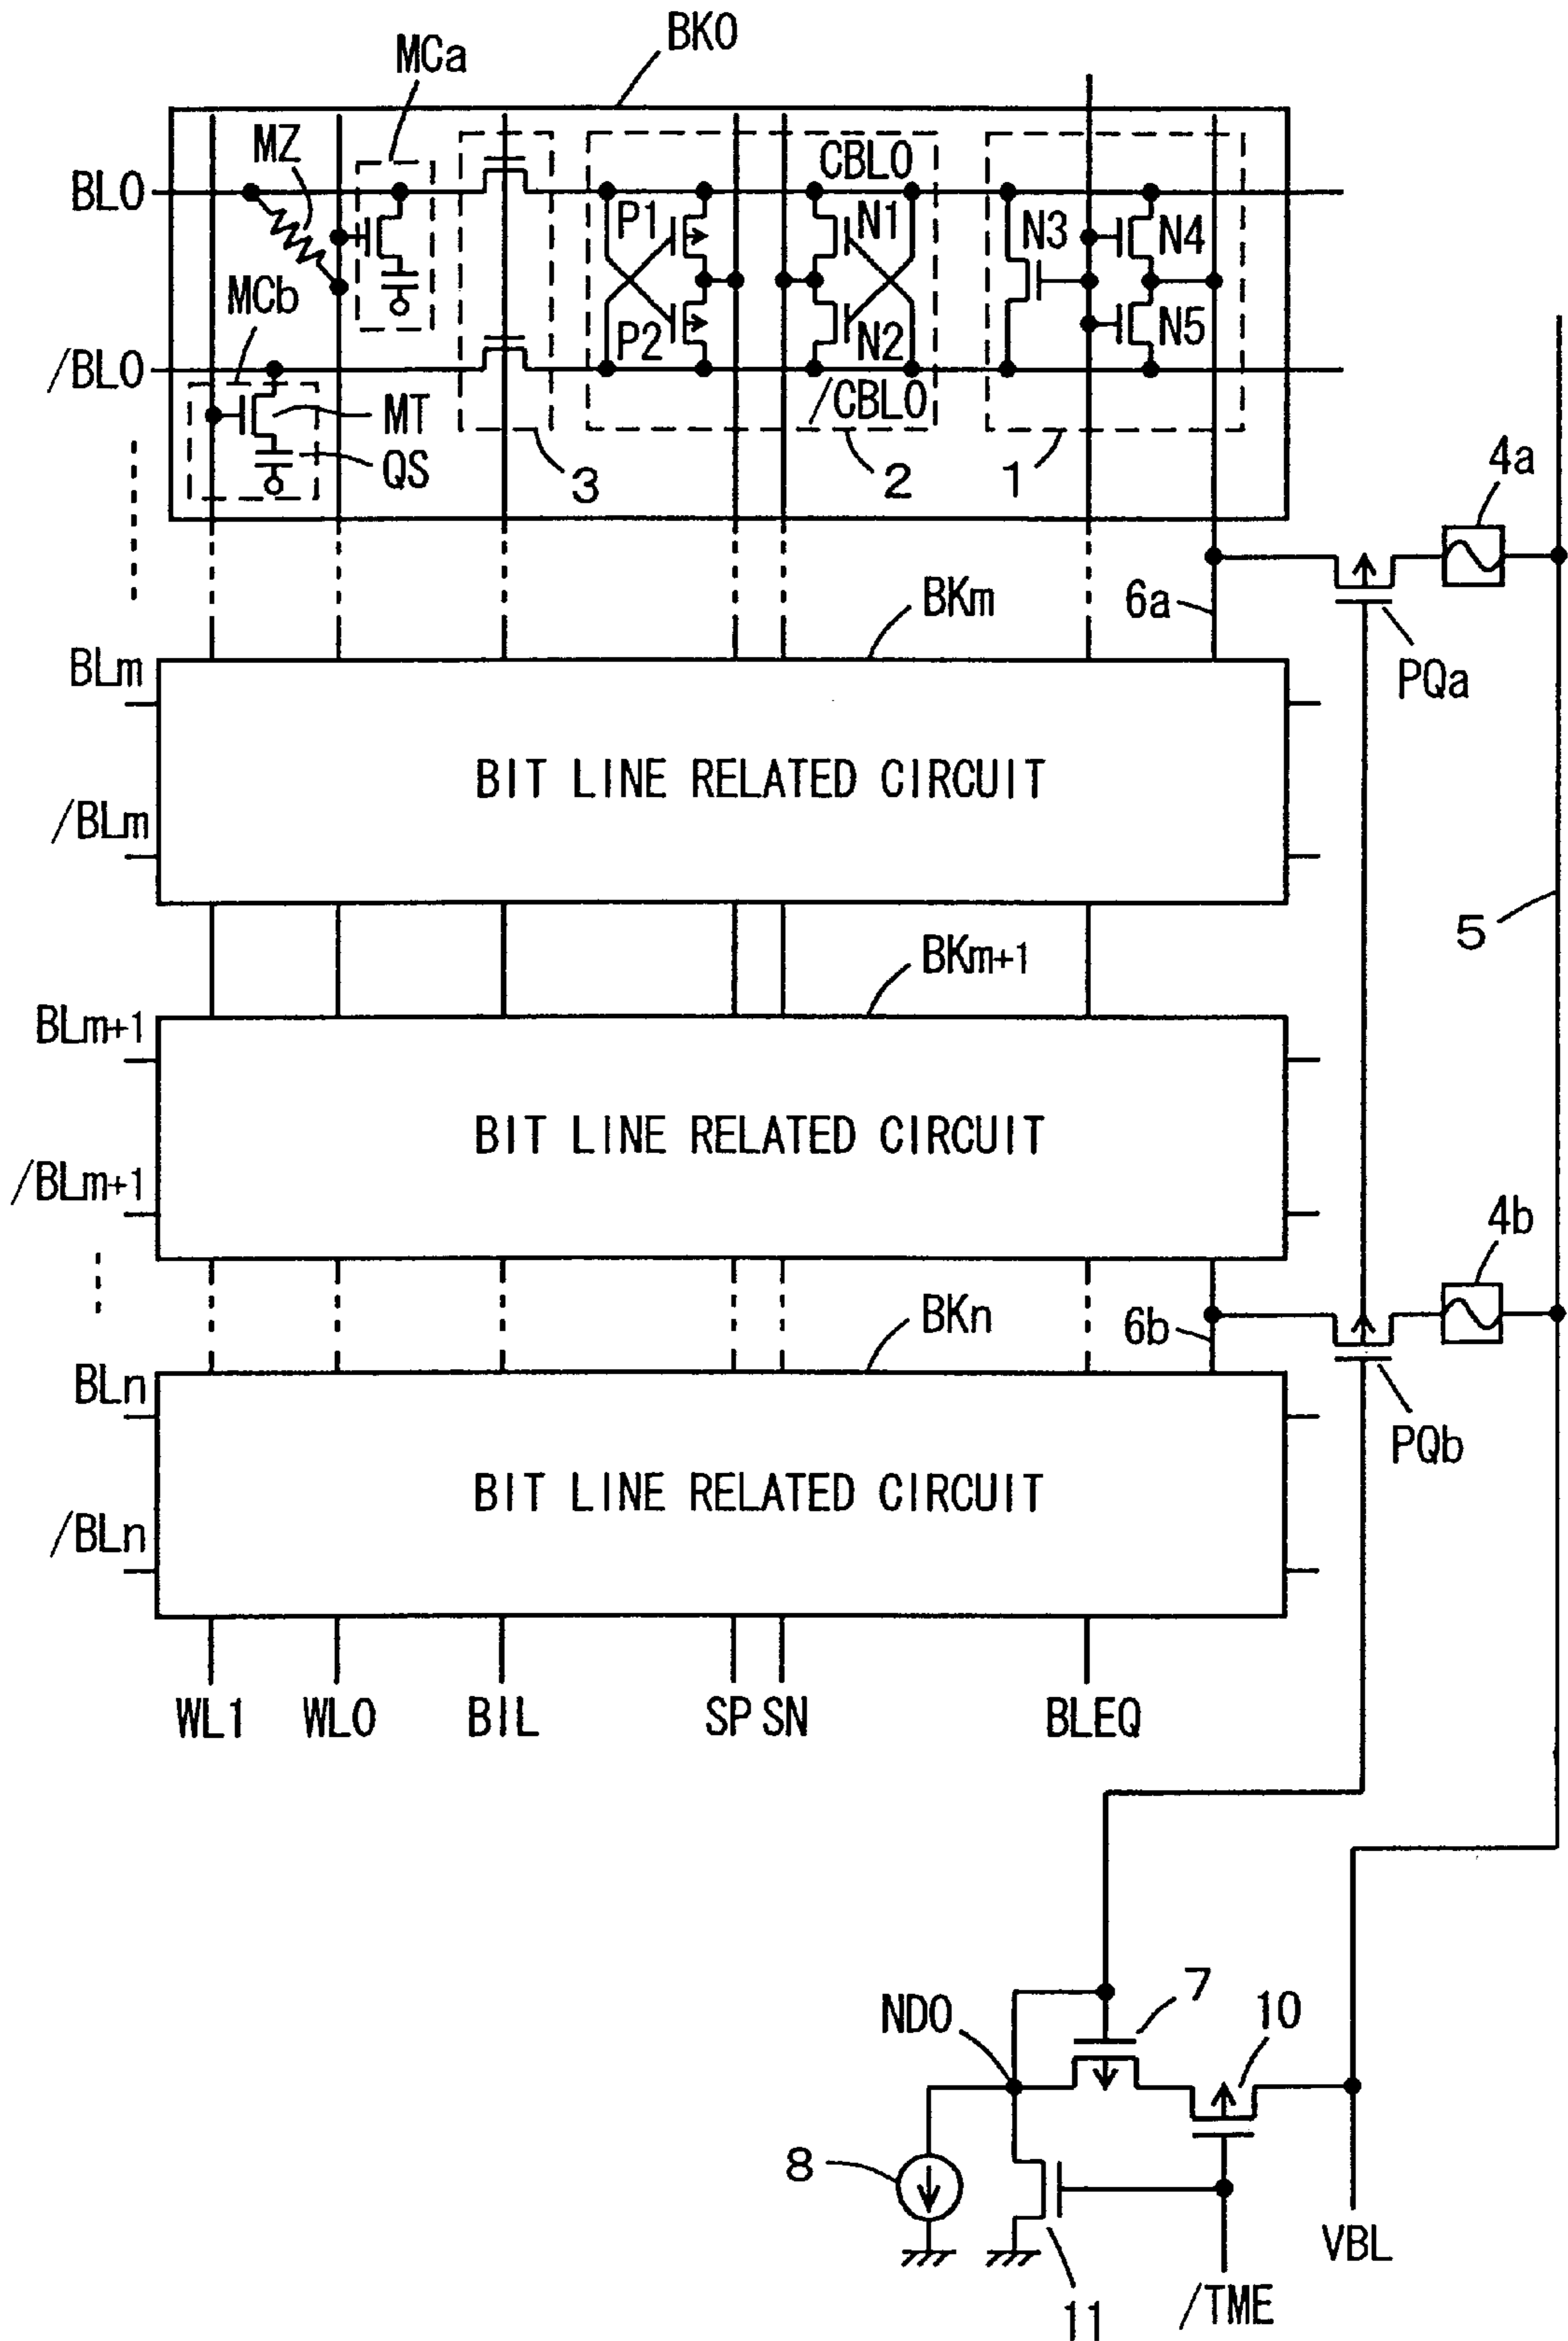 BK0
MCa
MZ
CBL0
BL0
P1
N1
N3
N4
MCb
P2
N2
N5
/BL0
/CBL0
MT
QS
3
2
1
4a
BKm
6a
BLm
PQa
BIT LINE RELATED CIRCUIT
/BLm
5
BKm+1
BLm+1
BIT LINE RELATED CIRCUIT
/BLm+1
4b
BKn
6b
BLn
PQb
BIT LINE RELATED CIRCUIT
/BLn
WL1 WL0 BIL SP SN BLEQ
7
ND0
10
8
VBL
11
/TME